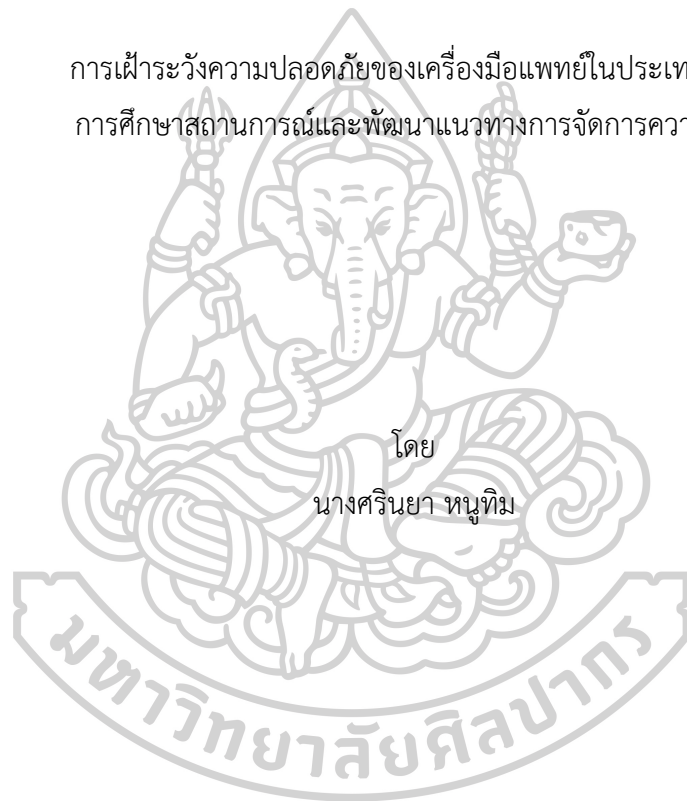 การเฝ้าระวังความปลอดภัยของเครื่องมือแพทย์ในประเท
การศึกษาสถานการณ์และพัฒนาแนวทางการจัดการควา
โดย
นางศรินยา หนูทิม
มหาวิทยาลัยศิลปากร